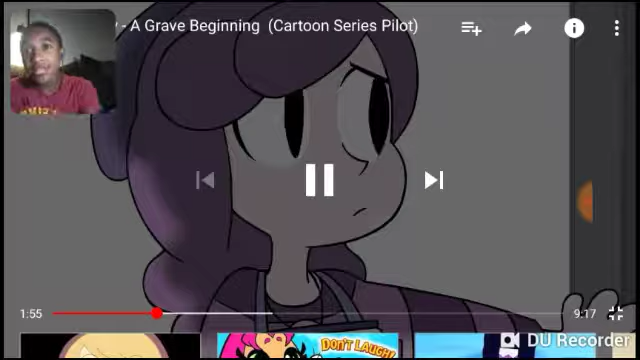 - A Grave Beginning (Cartoon Series Pilot)
1:55
9:17
DON'T LAUGH!
DU Recorder